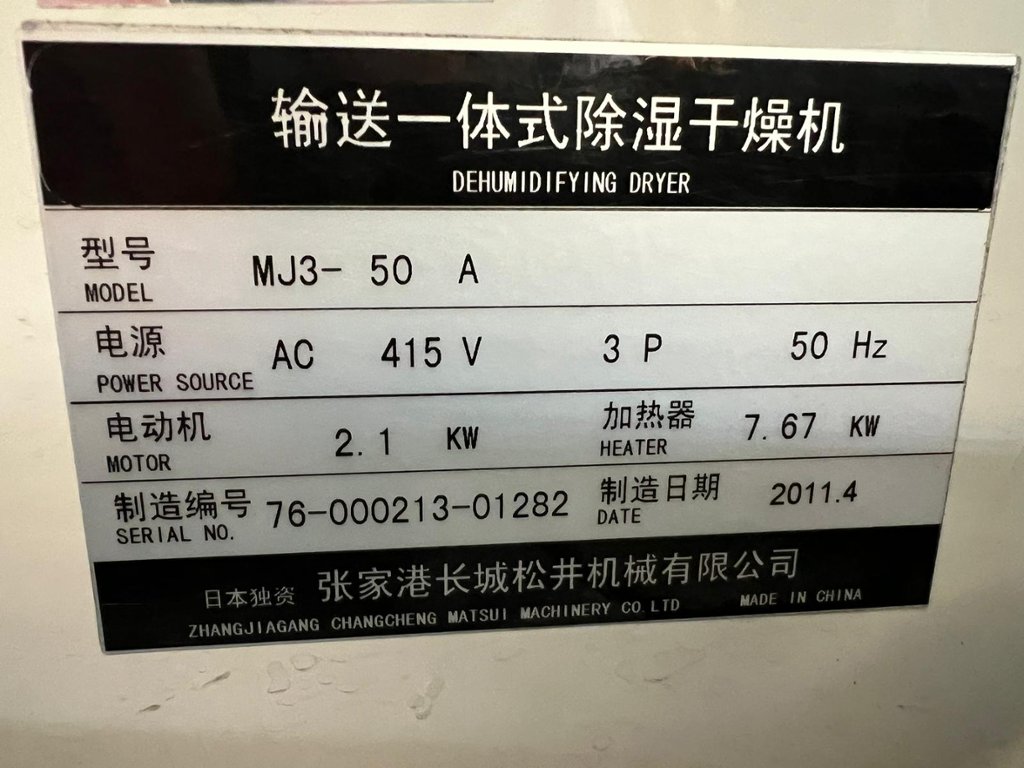 输送一体式除湿干燥机
DEHUMIDIFYING DRYER
型号 MJ3- 50 A
MODEL
电源 AC 415 V 3 P 50 Hz
POWER SOURCE
电动机 2.1 KW 加热器 7.67 KW
MOTOR HEATER
制造编号 76-000213-01282 制造日期 2011.4
SERIAL NO. DATE
日本独资 张家港长城松井机械有限公司
ZHANGJIAGANG CHANGCHENG MATSUI MACHINERY CO.LTD MADE IN CHINA